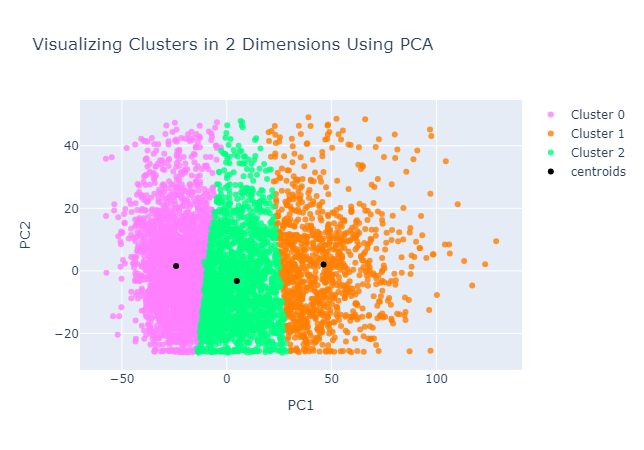 Visualizing Clusters in 2 Dimensions Using PCA
Cluster 0
Cluster 1
Cluster 2
centroids
40
20
0
−20
PC2
−50
0
50
100
PC1